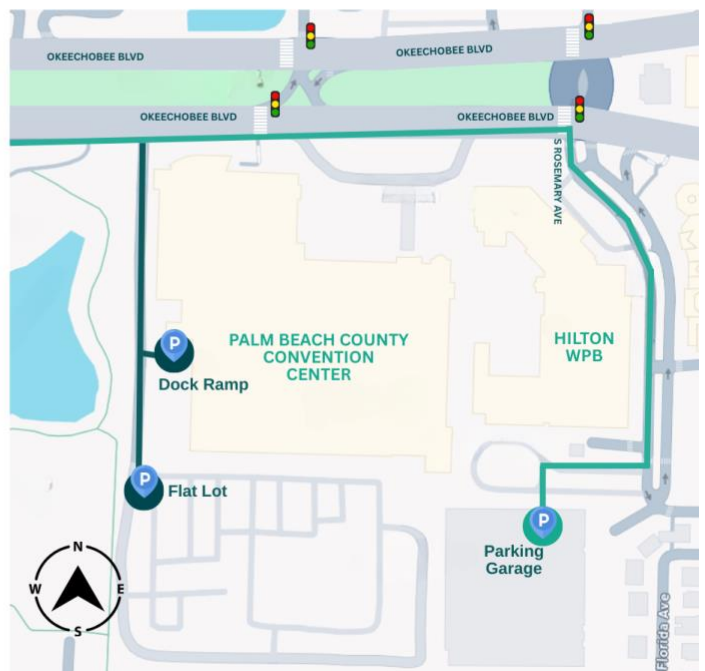 OKEECHOBEE BLVD
OKEECHOBEE BLVD
OKEECHOBEE BLVD
OKEECHOBEE BLVD
S ROSEMARY AVE
PALM BEACH COUNTY
CONVENTION
CENTER
HILTON
WPB
P
Dock Ramp
P
Flat Lot
P
Parking
Garage
N
W
E
S
Florida Ave